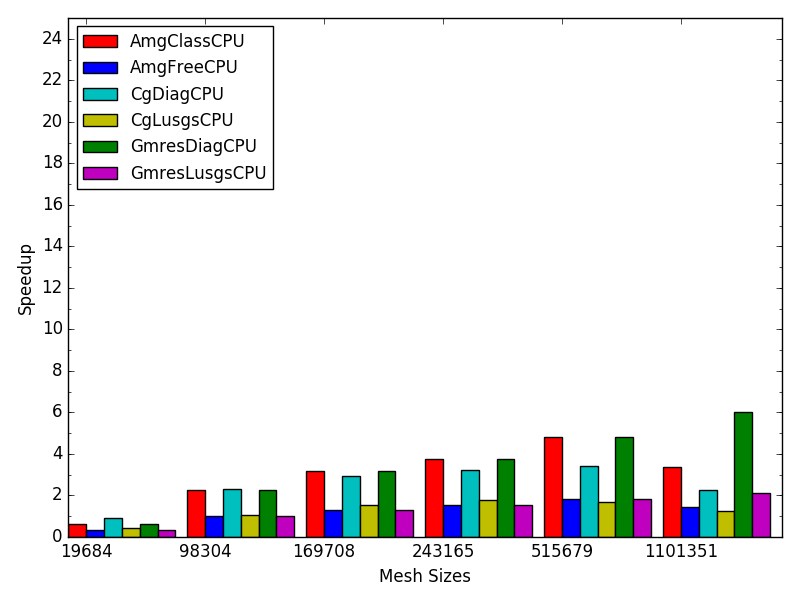 24
22
20
18
16
14
12
10
8
6
4
2
0
Speedup
AmgClassCPU
AmgFreeCPU
CgDiagCPU
CgLusgsCPU
GmresDiagCPU
GmresLusgsCPU
19684 98304 169708 243165 515679 1101351
Mesh Sizes